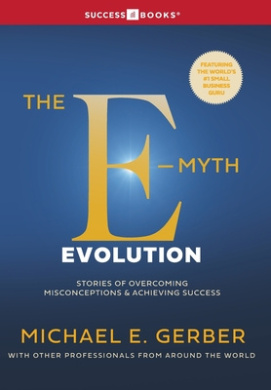 SUCCESS BOOKS®
FEATURING
THE WORLD'S
#1 SMALL
BUSINESS
GURU
THE E-MYTH
EVOLUTION
STORIES OF OVERCOMING
MISCONCEPTIONS & ACHIEVING SUCCESS
MICHAEL E. GERBER
WITH OTHER PROFESSIONALS FROM AROUND THE WORLD